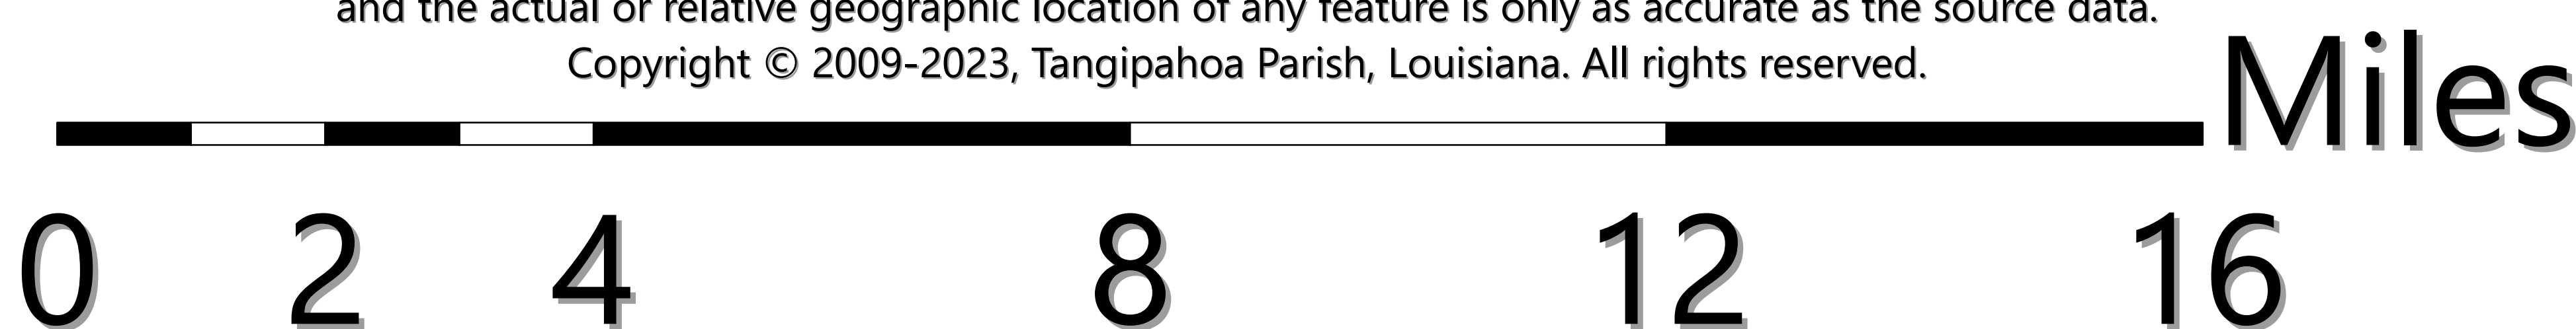 and the actual or relative geographic location of any feature is only as accurate as the source data.
Copyright © 2009-2023, Tangipahoa Parish, Louisiana. All rights reserved.
Miles
0 2 4 8 12 16